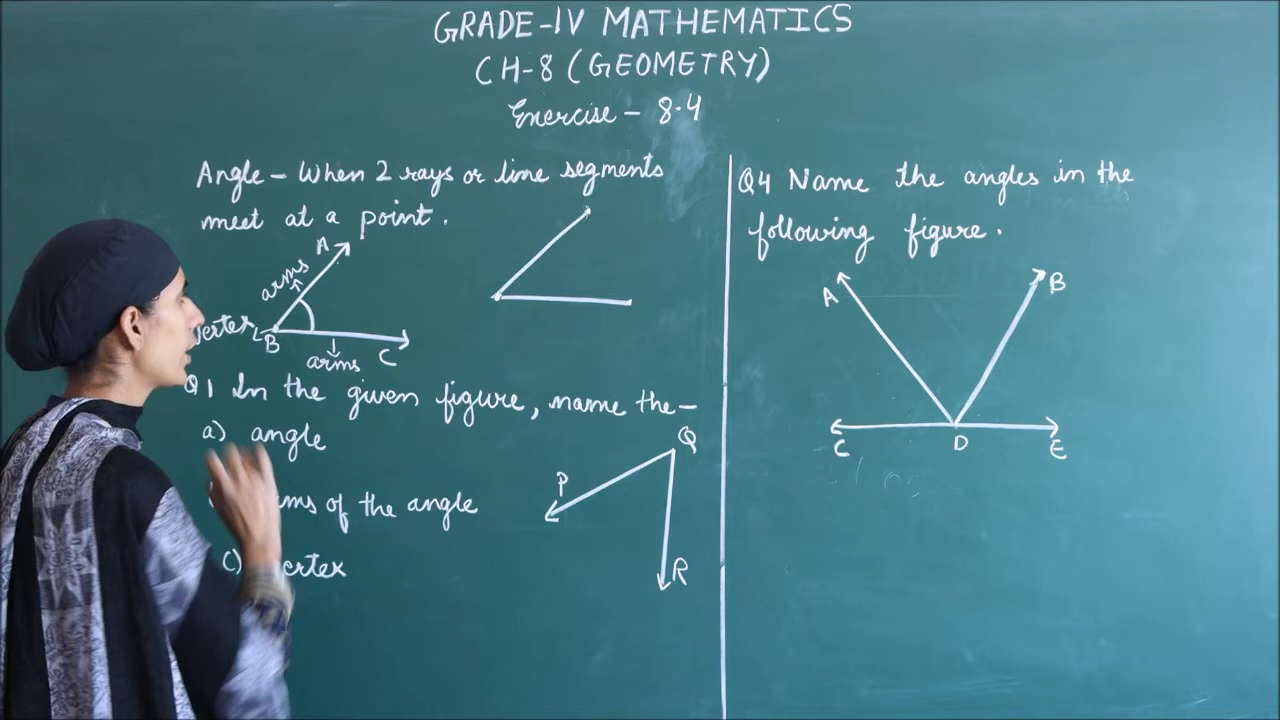 GRADE-IV MATHEMATICS
CH-8 (GEOMETRY)
Exercise - 8.4
Angle - When 2 rays or line segments
meet at a point.
A
arms
B
C
arms
Q1 In the given figure, name the-
a) angle
of the angle
c)
P
Q
R
Q4 Name the angles in the
following figure.
A
B
C
D
E